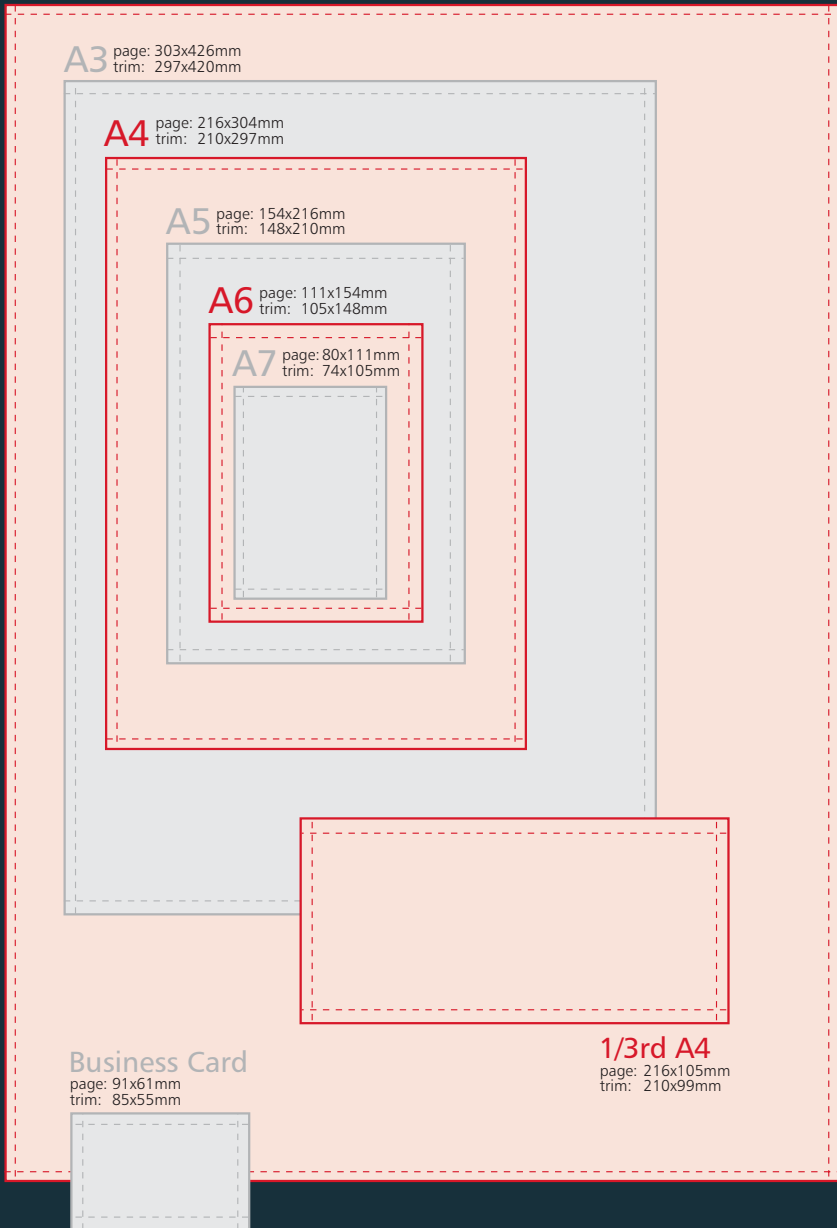 A3 page: 303x426mm
trim: 297x420mm
A4 page: 216x304mm
trim: 210x297mm
A5 page: 154x216mm
trim: 148x210mm
A6 page: 111x154mm
trim: 105x148mm
A7 page: 80x111mm
trim: 74x105mm
1/3rd A4
page: 216x105mm
trim: 210x99mm
Business Card
page: 91x61mm
trim: 85x55mm